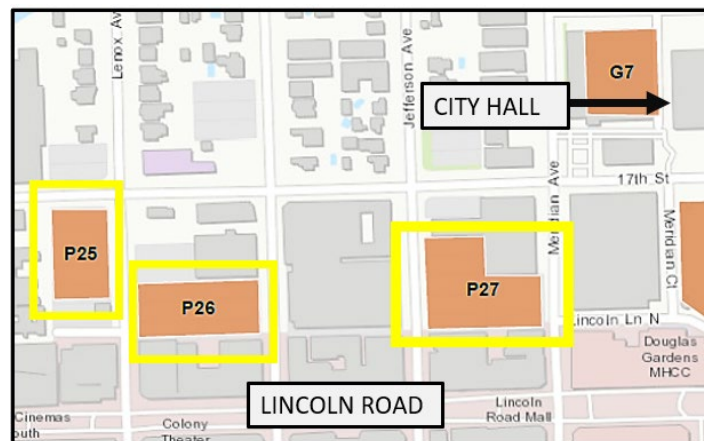 Lenox Ave
Jefferson Ave
G7
CITY HALL
17th St
Meridian Ave
Meridian Ct
P25
P26
P27
Lincoln Ln N
Douglas
Gardens
MHCC
LINCOLN ROAD
Lincoln
Road Mall
Cinemas
outh
Colony
Theater